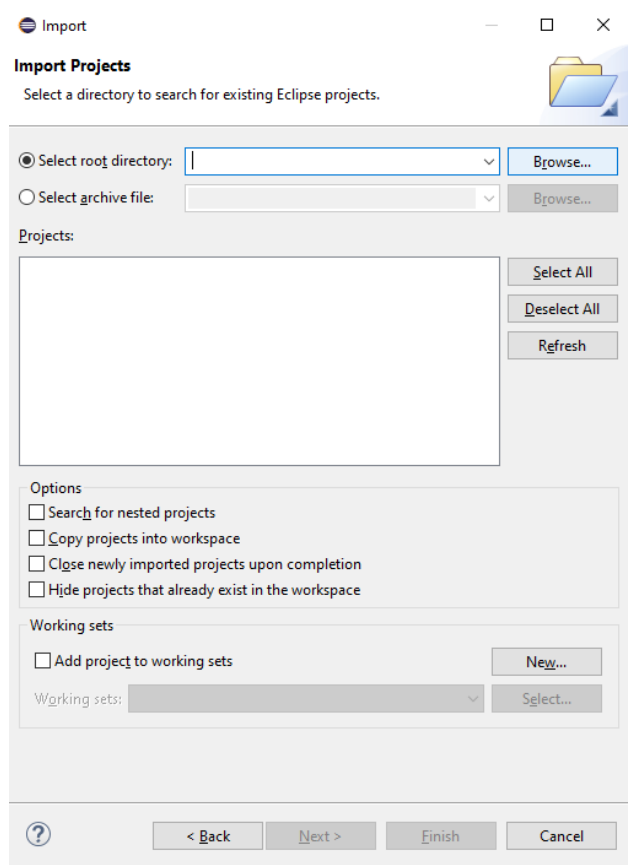 Import
Import Projects
Select a directory to search for existing Eclipse projects.
Select root directory:
Browse...
Select archive file:
Browse...
Projects:
Select All
Deselect All
Refresh
Options
Search for nested projects
Copy projects into workspace
Close newly imported projects upon completion
Hide projects that already exist in the workspace
Working sets
Add project to working sets
New...
Working sets:
Select...
?
< Back
Next >
Finish
Cancel